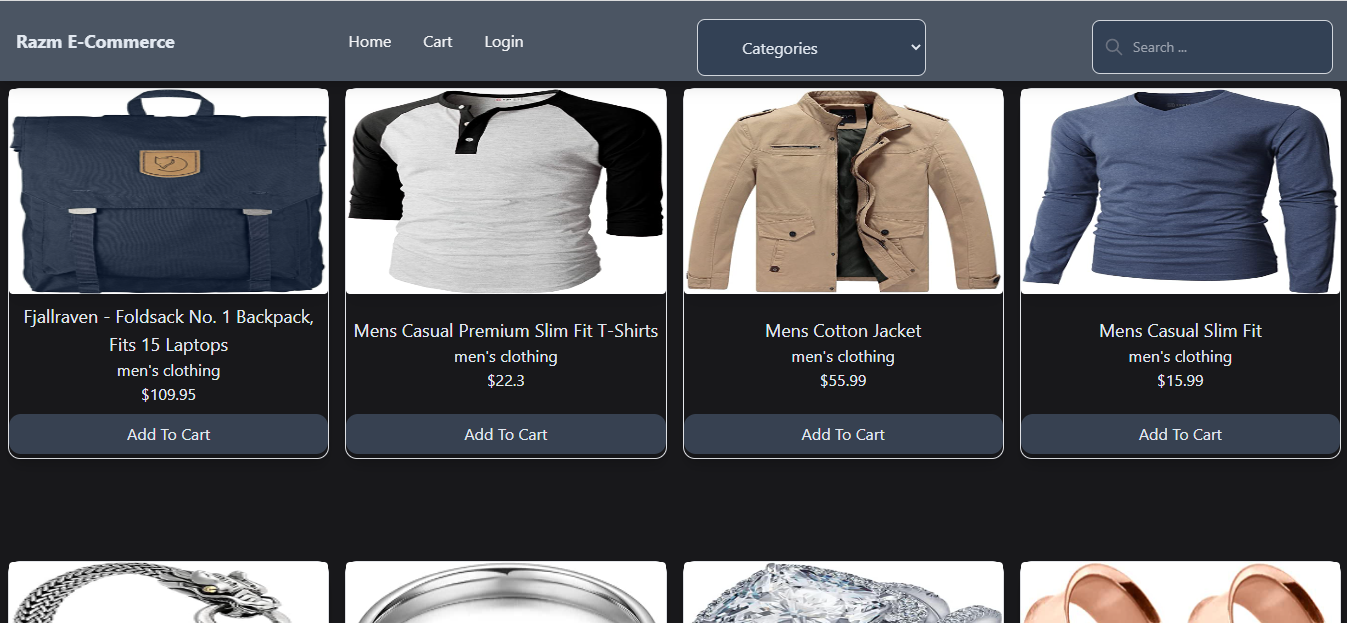 Razm E-Commerce
Home
Cart
Login
Categories
Search ...
Fjallraven - Foldsack No. 1 Backpack,
Fits 15 Laptops
men's clothing
$109.95
Add To Cart
Mens Casual Premium Slim Fit T-Shirts
men's clothing
$22.3
Add To Cart
Mens Cotton Jacket
men's clothing
$55.99
Add To Cart
Mens Casual Slim Fit
men's clothing
$15.99
Add To Cart